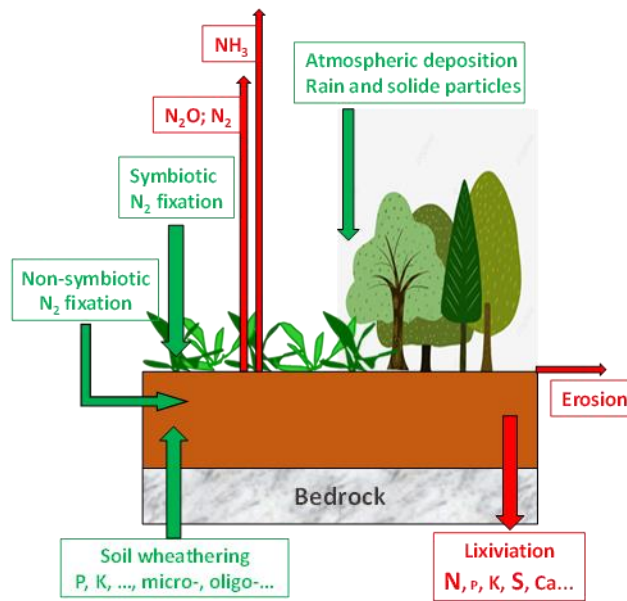 NH₃
Atmospheric deposition
Rain and solide particles
N₂O; N₂
Symbiotic
N₂ fixation
Non-symbiotic
N₂ fixation
Erosion
Bedrock
Soil wheathering
P, K, ..., micro-, oligo-...
Lixiviation
N, P, K, S, Ca...